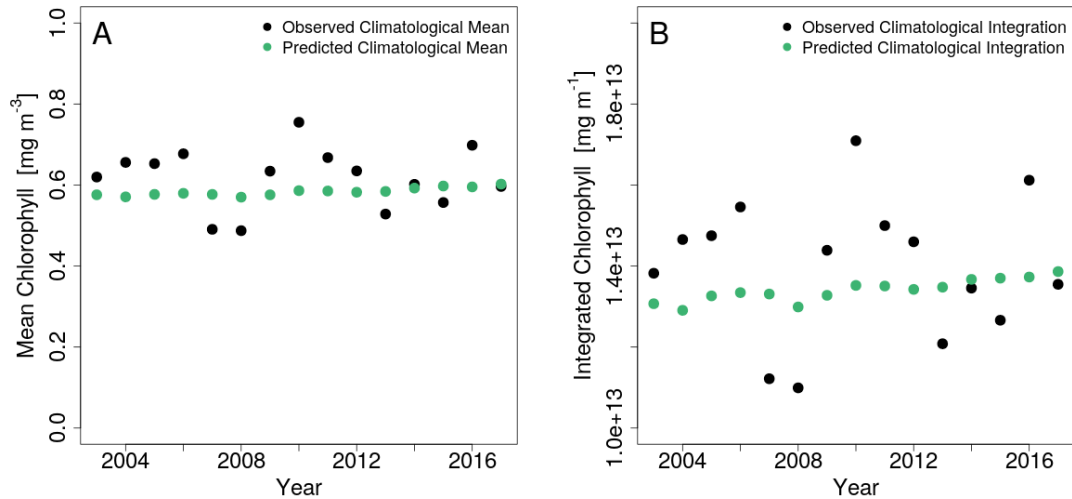 A
Observed Climatological Mean
Predicted Climatological Mean
Mean Chlorophyll [mg m⁻³]
1.0
0.8
0.6
0.4
0.2
0.0
2004 2008 2012 2016
Year
B
Observed Climatological Integration
Predicted Climatological Integration
Integrated Chlorophyll [mg m⁻¹]
1.8e+13
1.4e+13
1.0e+13
2004 2008 2012 2016
Year